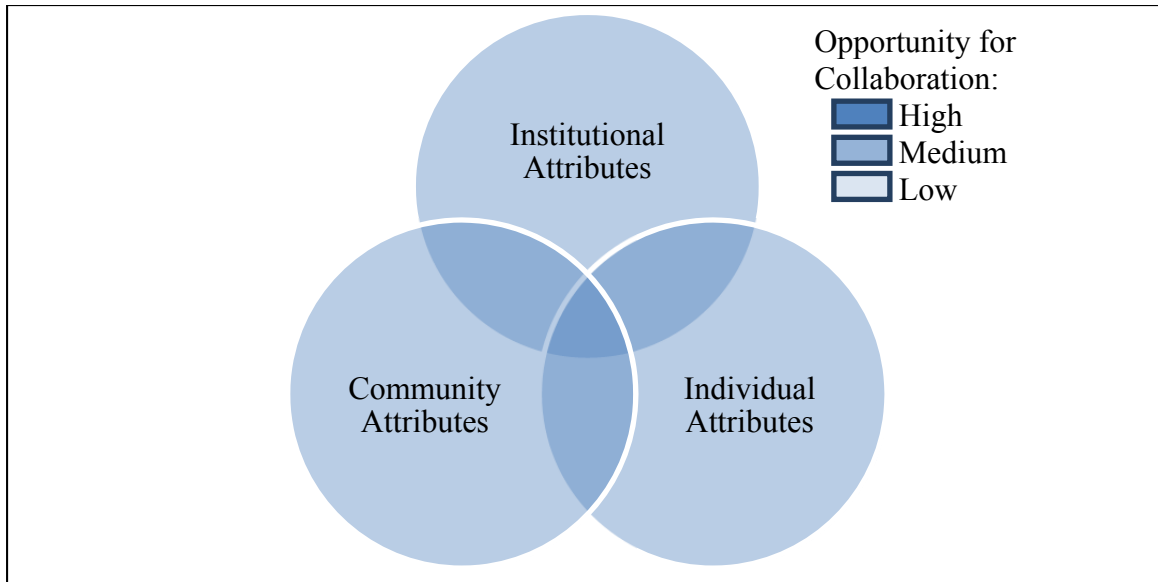 Opportunity for
Collaboration:
High
Medium
Low
Institutional
Attributes
Community
Attributes
Individual
Attributes